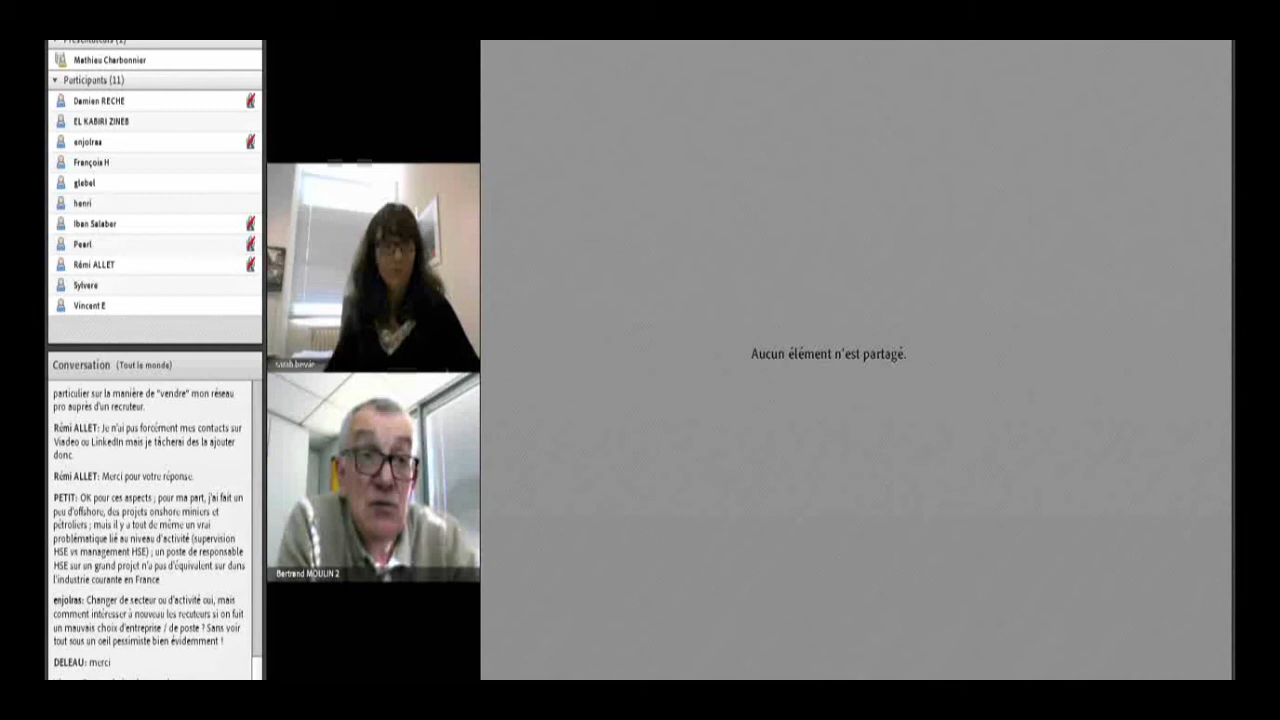 Mathieu Charbonnier
Participants (11)
Damien RECHE
EL KABIRI ZINEB
enjolras
François H
glebel
henri
Iban Salaber
Pearl
Rémi ALLET
Sylvere
Vincent E
Conversation (Tout le monde)
particulier sur la manière de "vendre" mon réseau
pro auprès d'un recruteur.
Rémi ALLET: Je n'ai pas forcément mes contacts sur
Viadeo ou LinkedIn mais je tâcherai des la ajouter
donc.
Rémi ALLET: Merci pour votre réponse.
PETIT: OK pour ces aspects ; pour ma part, j'ai fait un
peu d'offshore, des projets onshore miniers et
pétroliers ; mais il y a tout de même un vrai
problématique lié au niveau d'activité (supervision
HSE vs management HSE) ; un poste de responsable
HSE sur un grand projet n'a pas d'équivalent sur dans
l'industrie courante en France
enjolras: Changer de secteur ou d'activité oui, mais
comment intéresser à nouveau les recuteurs si on fait
un mauvais choix d'entreprise / de poste ? Sans voir
tout sous un oeil pessimiste bien évidemment !
DELEAU: merci
Bertrand MOULIN 2
Aucun élément n'est partagé.